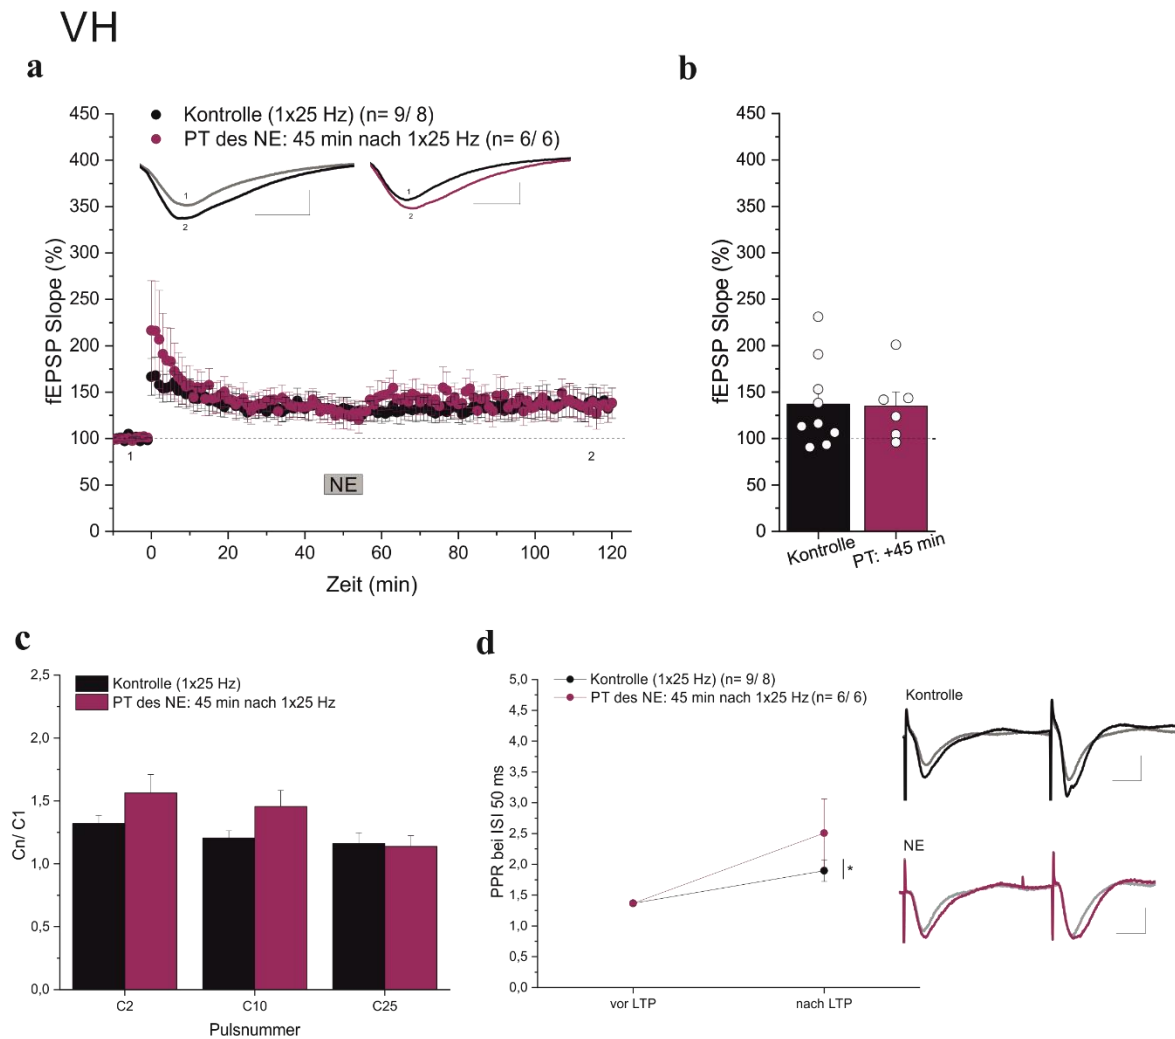 VH
a
Kontrolle (1x25 Hz) (n= 9/ 8)
PT des NE: 45 min nach 1x25 Hz (n= 6/ 6)
450
400
350
300
250
200
150
100
50
0
fEPSP Slope (%)
1
2
1
2
1
2
NE
0
20
40
60
80
100
120
Zeit (min)
b
450
400
350
300
250
200
150
100
50
0
fEPSP Slope (%)
Kontrolle
PT: +45 min
c
Kontrolle (1x25 Hz)
PT des NE: 45 min nach 1x25 Hz
2,5
2,0
1,5
1,0
0,5
0,0
Cn/ C1
C2
C10
C25
Pulsnummer
d
Kontrolle (1x25 Hz) (n= 9/ 8)
PT des NE: 45 min nach 1x25 Hz (n= 6/ 6)
5,0
4,5
4,0
3,5
3,0
2,5
2,0
1,5
1,0
0,5
0,0
PPR bei ISI 50 ms
*
vor LTP
nach LTP
Kontrolle
NE